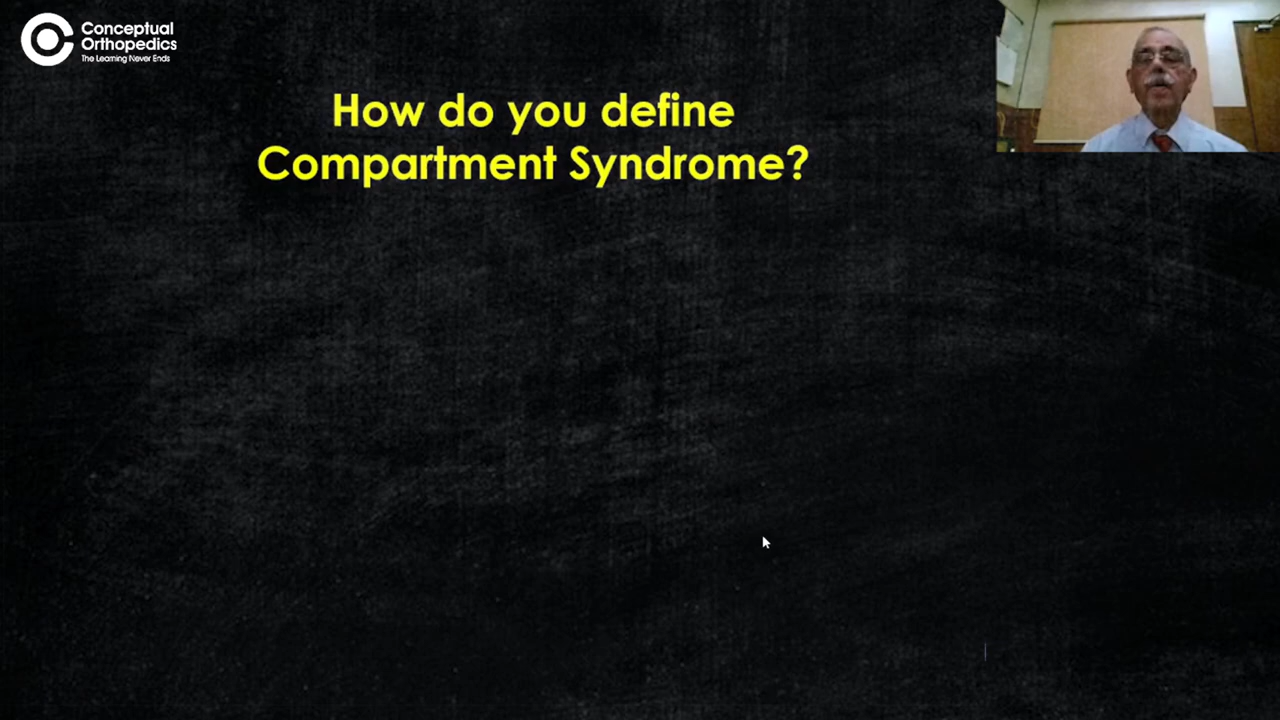 Conceptual
Orthopedics
The Learning Never Ends
How do you define
Compartment Syndrome?